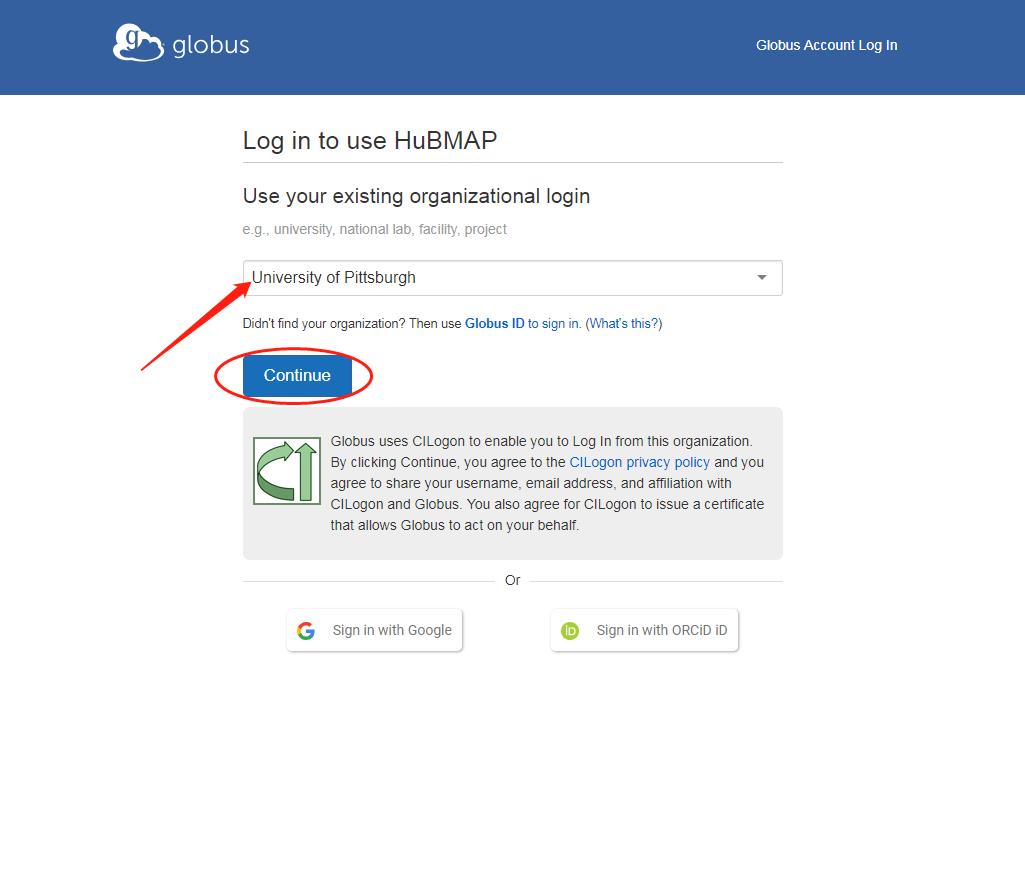 globus
Globus Account Log In
Log in to use HuBMAP
Use your existing organizational login
e.g., university, national lab, facility, project
University of Pittsburgh
Didn't find your organization? Then use Globus ID to sign in. (What's this?)
Continue
Globus uses CILogon to enable you to Log In from this organization.
By clicking Continue, you agree to the CILogon privacy policy and you
agree to share your username, email address, and affiliation with
CILogon and Globus. You also agree for CILogon to issue a certificate
that allows Globus to act on your behalf.
Or
Sign in with Google
Sign in with ORCiD iD